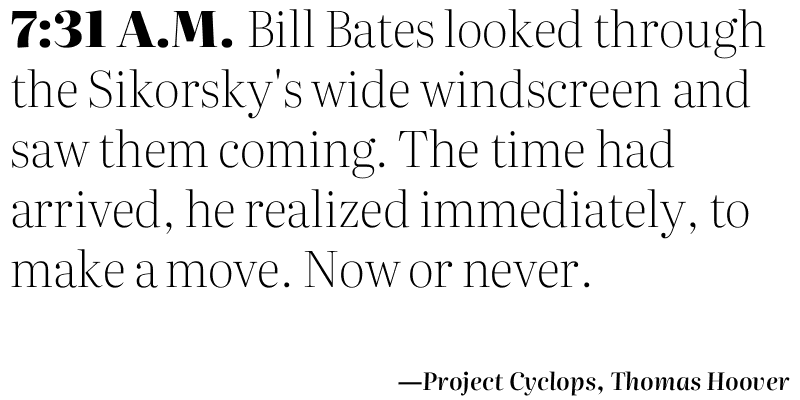 7:31 A.M. Bill Bates looked through
the Sikorsky's wide windscreen and
saw them coming. The time had
arrived, he realized immediately, to
make a move. Now or never.
—Project Cyclops, Thomas Hoover